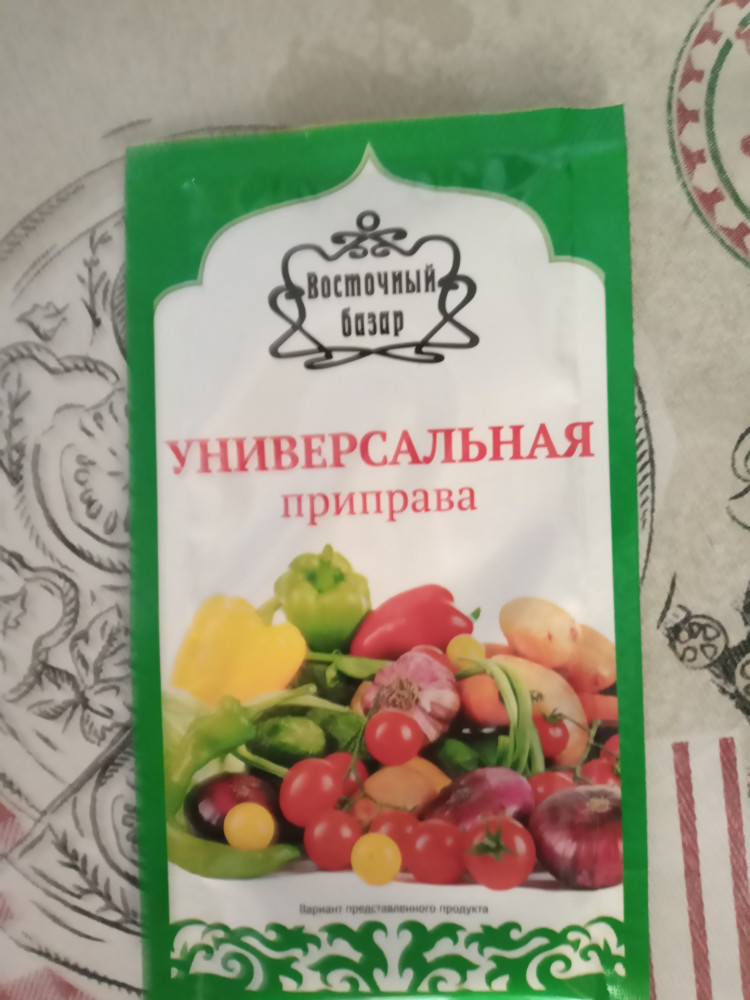 Восточный
базар
УНИВЕРСАЛЬНАЯ
приправа
Вариант представленного продукта